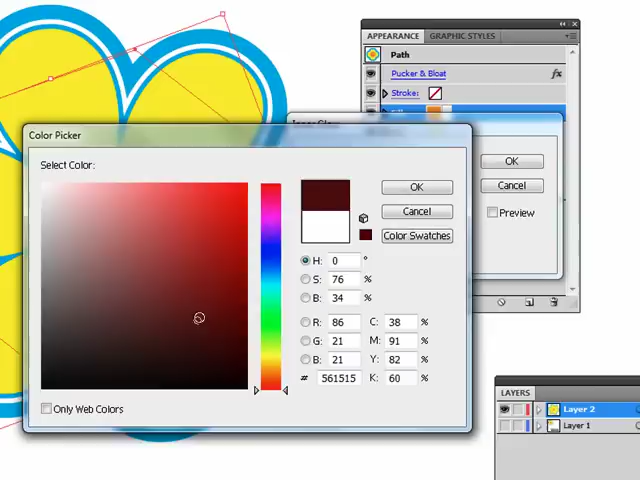 APPEARANCE GRAPHIC STYLES
Path
Pucker & Bloat fx
Stroke:
Color Picker
Select Color:
OK
Cancel
Color Swatches
OK
Cancel
Preview
H: 0 °
S: 76 %
B: 34 %
R: 86 C: 38 %
G: 21 M: 91 %
B: 21 Y: 82 %
# 561515 K: 60 %
Only Web Colors
LAYERS
Layer 2
Layer 1